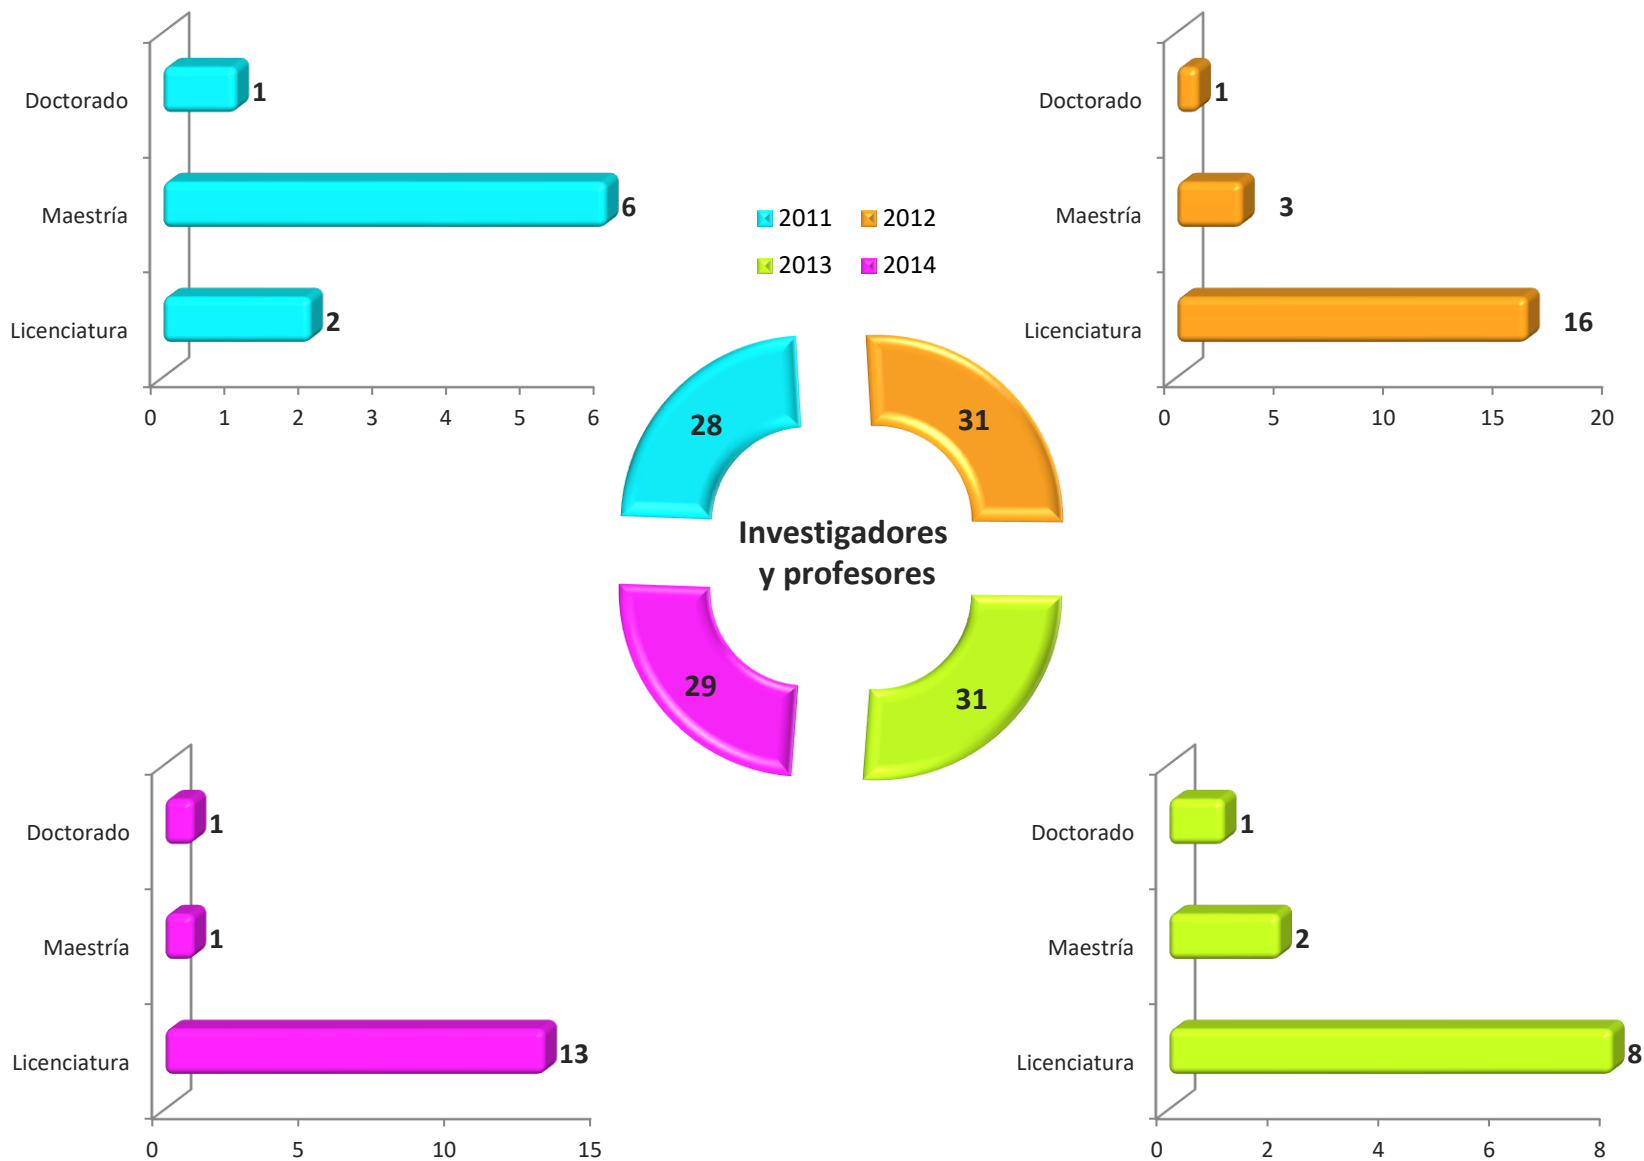 Doctorado
1
Maestría
6
Licenciatura
2
0 1 2 3 4 5 6
Doctorado
1
Maestría
3
Licenciatura
16
0 5 10 15 20
2011 2012
2013 2014
28 31
Investigadores
y profesores
29 31
Doctorado
1
Maestría
1
Licenciatura
13
0 5 10 15
Doctorado
1
Maestría
2
Licenciatura
8
0 2 4 6 8